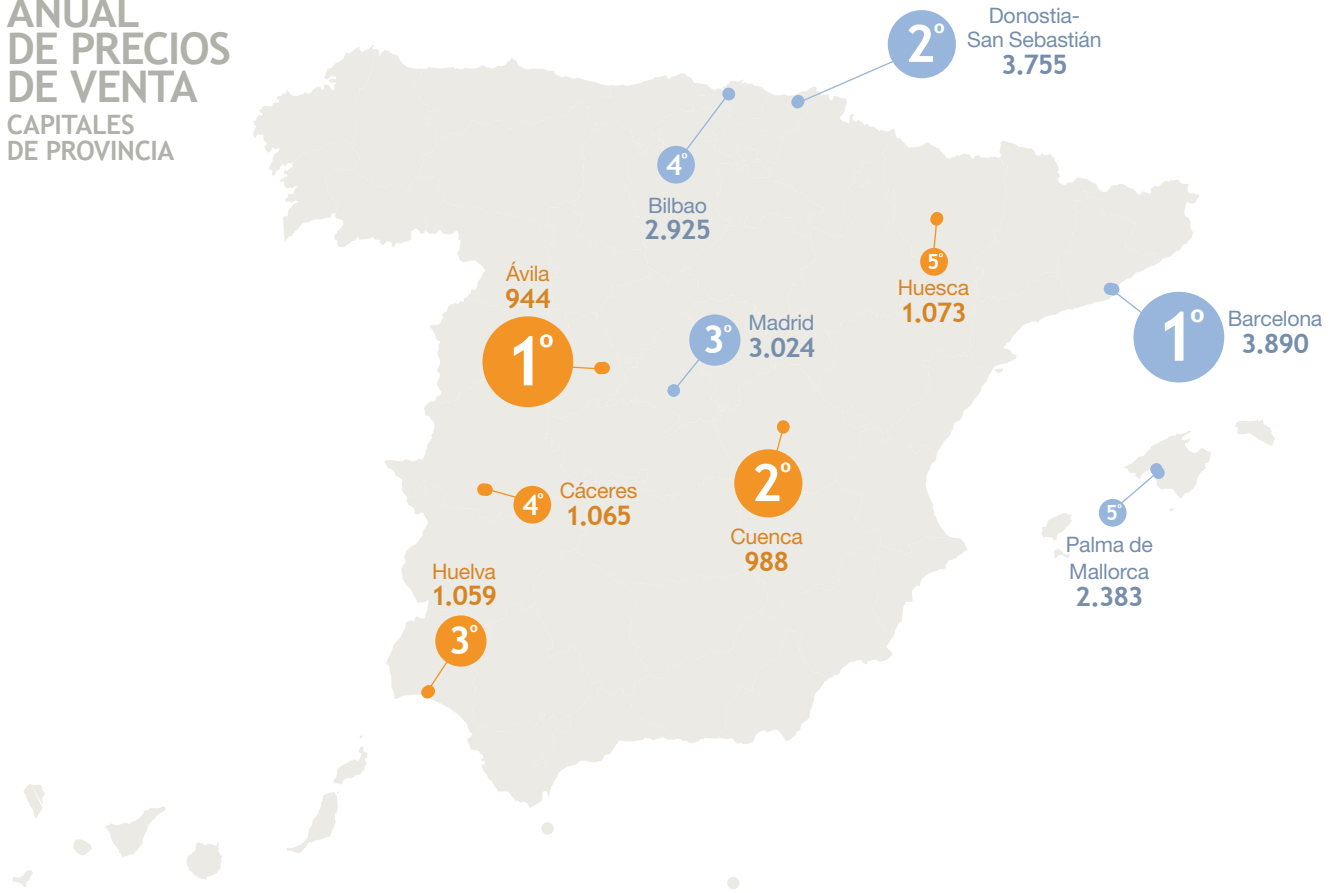 ANUAL
DE PRECIOS
DE VENTA
CAPITALES
DE PROVINCIA
2º
Donostia-
San Sebastián
3.755
4º
Bilbao
2.925
5º
Huesca
1.073
Ávila
944
1º
3º
Madrid
3.024
1º
Barcelona
3.890
4º
Cáceres
1.065
2º
Cuenca
988
5º
Palma de
Mallorca
2.383
Huelva
1.059
3º